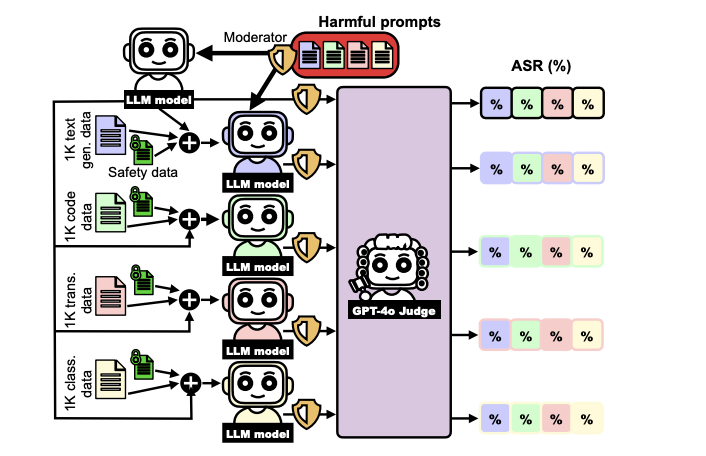 Harmful prompts
Moderator
ASR (%)
LLM model
% % % %
1K text
gen. data
Safety data
LLM model
% % % %
1K code
data
LLM model
% % % %
GPT-4o Judge
1K trans.
data
LLM model
% % % %
1K class.
data
LLM model
% % % %